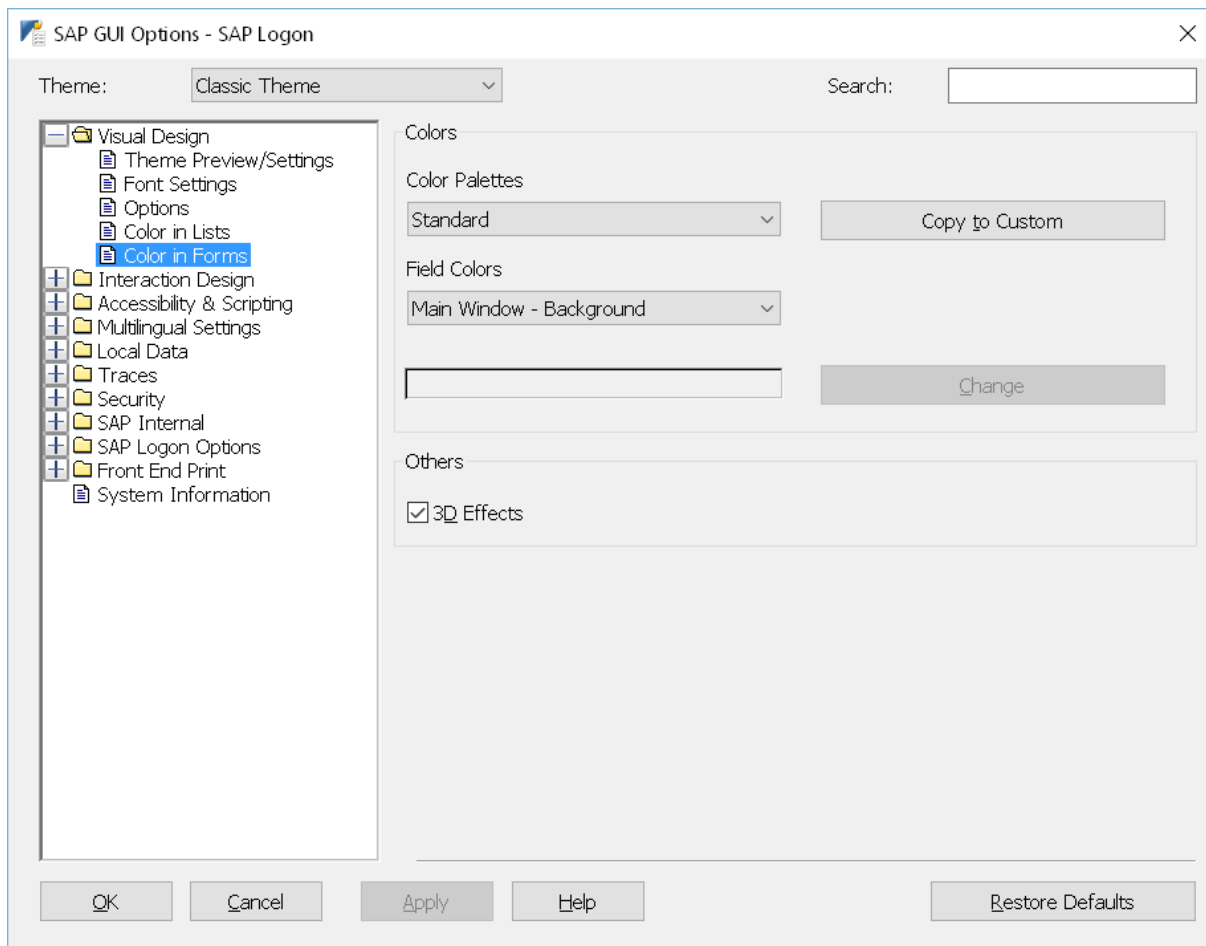 SAP GUI Options - SAP Logon
Theme: Classic Theme Search:
Visual Design
Theme Preview/Settings
Font Settings
Options
Color in Lists
Color in Forms
Interaction Design
Accessibility & Scripting
Multilingual Settings
Local Data
Traces
Security
SAP Internal
SAP Logon Options
Front End Print
System Information
Colors
Color Palettes
Standard Copy to Custom
Field Colors
Main Window - Background
Change
Others
3D Effects
OK Cancel Apply Help Restore Defaults